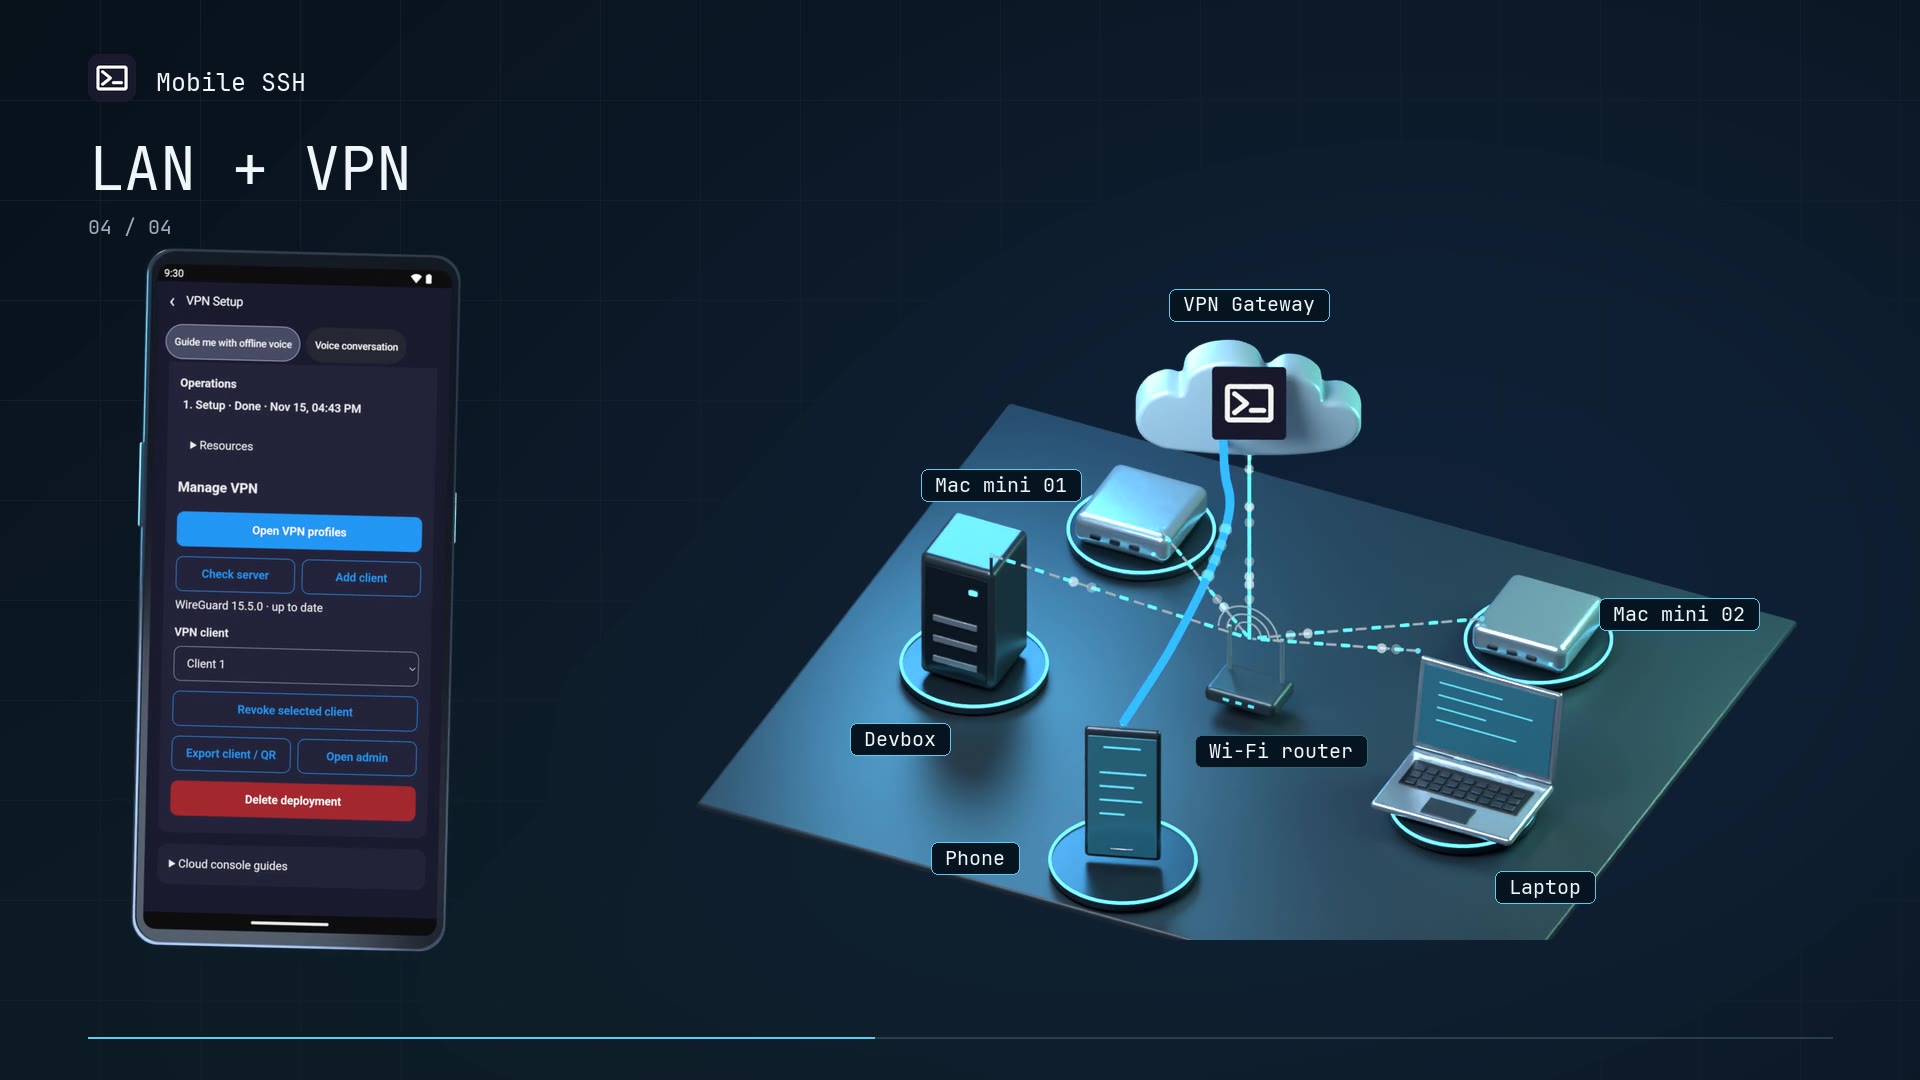 Mobile SSH
LAN + VPN
04 / 04
9:30
VPN Setup
Guide me with offline voice
Voice conversation
Operations
1. Setup · Done · Nov 15, 04:43 PM
Resources
Manage VPN
Open VPN profiles
Check server
Add client
WireGuard 15.5.0 · up to date
VPN client
Client 1
Revoke selected client
Export client / QR
Open admin
Delete deployment
Cloud console guides
VPN Gateway
Mac mini 01
Mac mini 02
Devbox
Wi-Fi router
Phone
Laptop